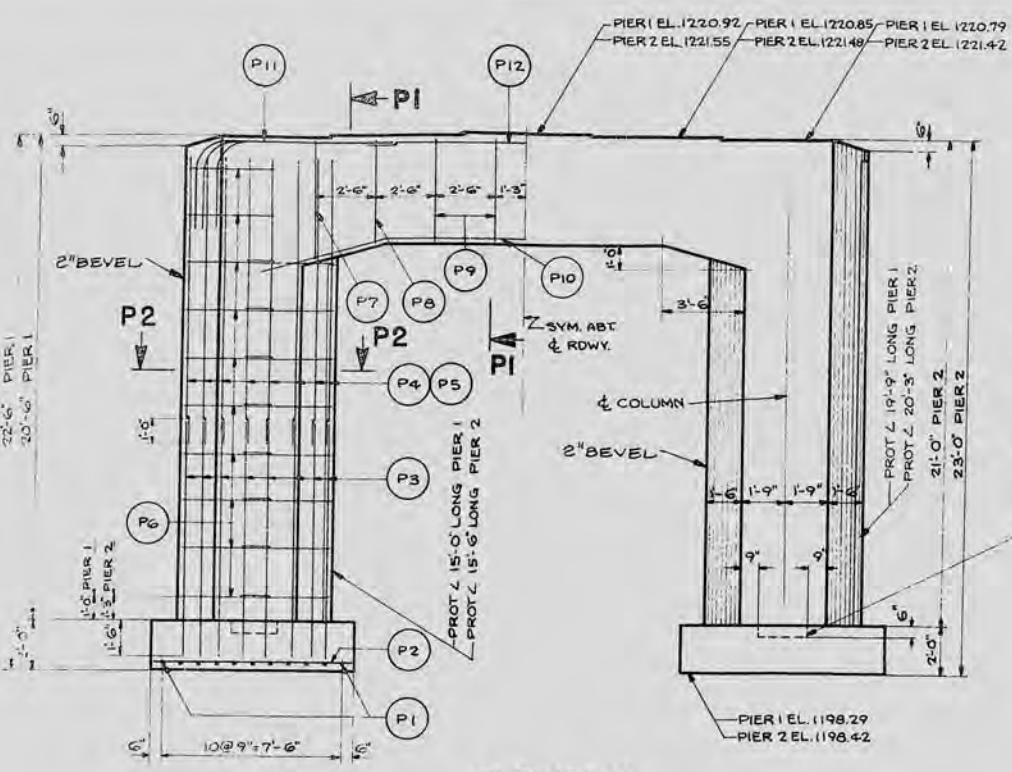 PIER 1 EL. 1220.92
PIER 2 EL. 1221.55
PIER 1 EL. 1220.85
PIER 2 EL. 1221.48
PIER 1 EL. 1220.79
PIER 2 EL. 1221.42
P11
P12
P1
6"
6"
2'-6"
2'-6"
2'-6"
1'-3"
2" BEVEL
P9
P10
1'-0"
P7
P8
3'-6"
P2
P2
SYM. ABT.
℄ RDWY.
P1
P4
P5
℄ COLUMN
22'-6" PIER 1
20'-6" PIER 1
1'-0"
2" BEVEL
P3
P6
PROT ∠ 15'-0" LONG PIER 1
PROT ∠ 15'-6" LONG PIER 2
PROT ∠ 19'-9" LONG PIER 1
PROT ∠ 20'-3" LONG PIER 2
21'-0" PIER 2
23'-0" PIER 2
1'-6"
1'-9"
1'-9"
1'-6"
9"
9"
1'-0" PIER 1
1'-3" PIER 2
1'-6"
6"
2'-0"
2'-0"
P2
P1
6"
10@9"=7'-6"
6"
PIER 1 EL. 1198.29
PIER 2 EL. 1198.42